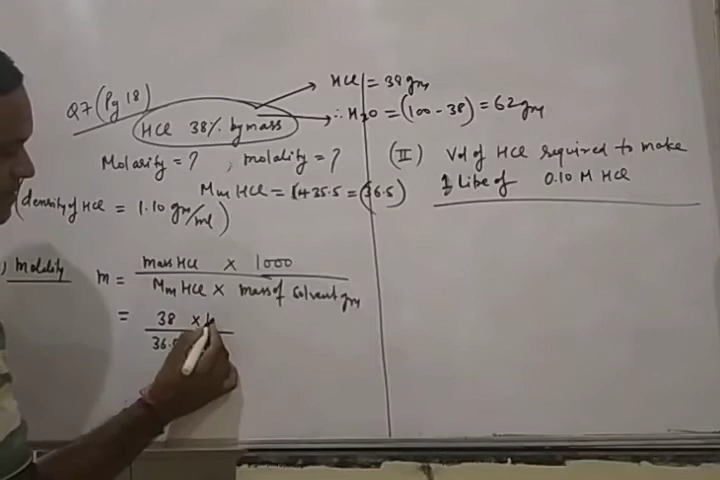 Q7 (Pg 18)
HCl 38% by mass
HCl = 38 gm
∴ H2O = (100 - 38) = 62 gm
Molarity = ? , molality = ?
Mm HCl = 1+35.5 = (36.5)
(density of HCl = 1.10 gm/ml)
) Molality m = mass HCl × 1000
Mm HCl × mass of solvent gm
= 38 ×
36.
(II) Vol of HCl required to make
1 Litre of 0.10 M HCl